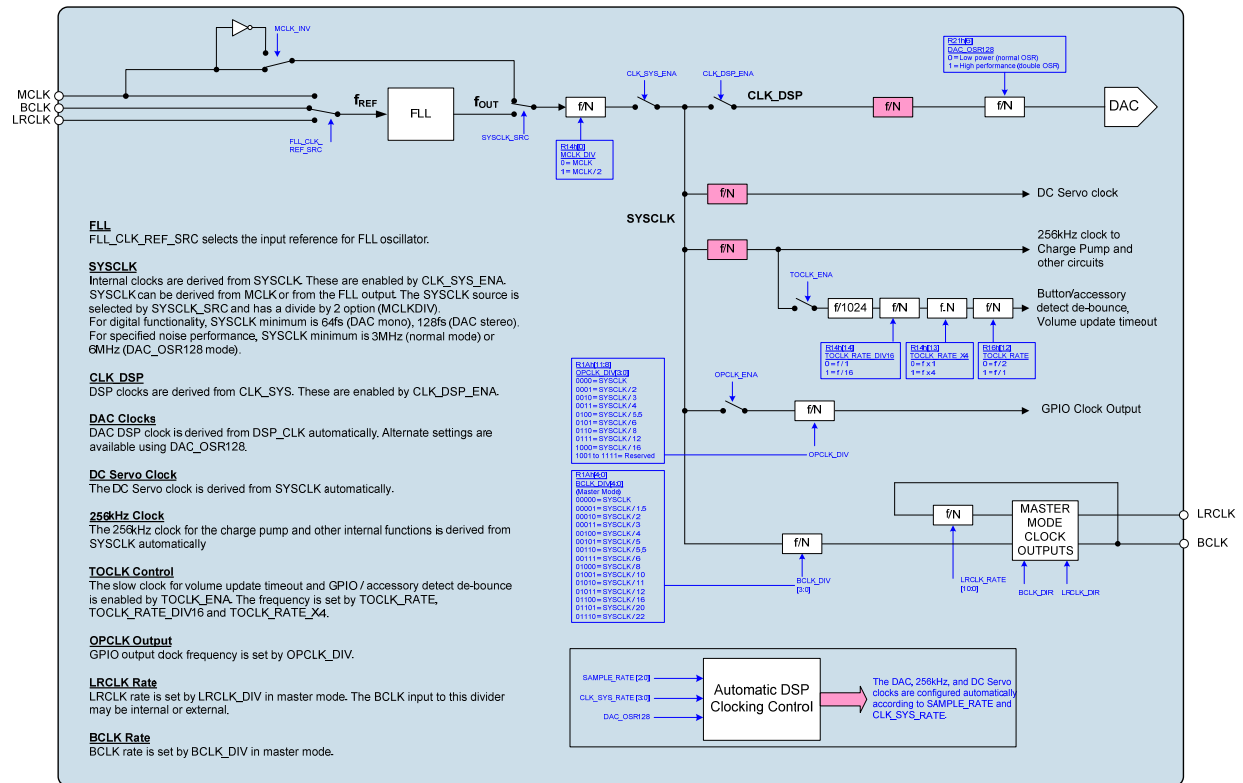 MCLK_INV
MCLK
BCLK
LRCLK
fREF
FLL
fOUT
FLL_CLK_
REF_SRC
SYSCLK_SRC
f/N
R14h[0]
MCLK_DIV
0 = MCLK
1 = MCLK / 2
CLK_SYS_ENA
CLK_DSP_ENA
CLK_DSP
f/N
R21h[6]
DAC_OSR128
0 = Low power (normal OSR)
1 = High performance (double OSR)
f/N
DAC
f/N
DC Servo clock
SYSCLK
f/N
256kHz clock to
Charge Pump and
other circuits
TOCLK_ENA
f/1024
f/N
f.N
f/N
Button/accessory
detect de-bounce,
Volume update timeout
R14h[14]
TOCLK_RATE_DIV16
0 = f / 1
1 = f / 16
R14h[13]
TOCLK_RATE_X4
0 = f x 1
1 = f x 4
R16h[12]
TOCLK_RATE
0 = f / 2
1 = f / 1
R1Ah[11:8]
OPCLK_DIV[3:0]
0000 = SYSCLK
0001 = SYSCLK / 2
0010 = SYSCLK / 3
0011 = SYSCLK / 4
0100 = SYSCLK / 5.5
0101 = SYSCLK / 6
0110 = SYSCLK / 8
0111 = SYSCLK / 12
1000 = SYSCLK / 16
1001 to 1111= Reserved
OPCLK_ENA
f/N
OPCLK_DIV
GPIO Clock Output
R1Ah[4:0]
BCLK_DIV[4:0]
(Master Mode)
00000 = SYSCLK
00001 = SYSCLK / 1.5
00010 = SYSCLK / 2
00011 = SYSCLK / 3
00100 = SYSCLK / 4
00101 = SYSCLK / 5
00110 = SYSCLK / 5.5
00111 = SYSCLK / 6
01000 = SYSCLK / 8
01001 = SYSCLK / 10
01010 = SYSCLK / 11
01011 = SYSCLK / 12
01100 = SYSCLK / 16
01101 = SYSCLK / 20
01110 = SYSCLK / 22
f/N
BCLK_DIV
[3:0]
f/N
LRCLK_RATE
[10:0]
MASTER
MODE
CLOCK
OUTPUTS
BCLK_DIR
LRCLK_DIR
LRCLK
BCLK
FLL
FLL_CLK_REF_SRC selects the input reference for FLL oscillator.
SYSCLK
Internal clocks are derived from SYSCLK. These are enabled by CLK_SYS_ENA.
SYSCLK can be derived from MCLK or from the FLL output. The SYSCLK source is
selected by SYSCLK_SRC and has a divide by 2 option (MCLKDIV).
For digital functionality, SYSCLK minimum is 64fs (DAC mono), 128fs (DAC stereo).
For specified noise performance, SYSCLK minimum is 3MHz (normal mode) or
6MHz (DAC_OSR128 mode).
CLK_DSP
DSP clocks are derived from CLK_SYS. These are enabled by CLK_DSP_ENA.
DAC Clocks
DAC DSP clock is derived from DSP_CLK automatically. Alternate settings are
available using DAC_OSR128.
DC Servo Clock
The DC Servo clock is derived from SYSCLK automatically.
256kHz Clock
The 256kHz clock for the charge pump and other internal functions is derived from
SYSCLK automatically
TOCLK Control
The slow clock for volume update timeout and GPIO / accessory detect de-bounce
is enabled by TOCLK_ENA. The frequency is set by TOCLK_RATE,
TOCLK_RATE_DIV16 and TOCLK_RATE_X4.
OPCLK Output
GPIO output clock frequency is set by OPCLK_DIV.
LRCLK Rate
LRCLK rate is set by LRCLK_DIV in master mode. The BCLK input to this divider
may be internal or external.
BCLK Rate
BCLK rate is set by BCLK_DIV in master mode.
SAMPLE_RATE [2:0]
CLK_SYS_RATE [3:0]
DAC_OSR128
Automatic DSP
Clocking Control
The DAC, 256kHz, and DC Servo
clocks are configured automatically
according to SAMPLE_RATE and
CLK_SYS_RATE.